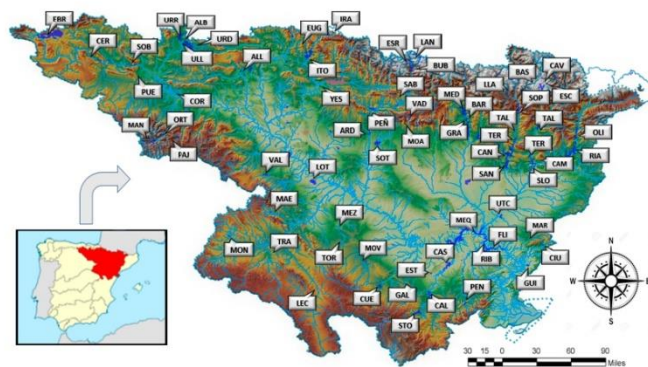 EBR
CER
SOB
URR
ALB
URD
ULL
ALL
EUG
IRA
ITO
ESR
LAN
BUB
SAB
LLA
BAS
CAV
ESC
SOP
PUE
COR
YES
VAD
MED
BAR
TAL
TAL
MAN
ORT
FAJ
ARD
PEÑ
MOA
GRA
TER
TER
OLI
VAL
LOT
SOT
CAN
SAN
SLO
CAM
RIA
MAE
MEZ
UTC
MEQ
MAR
FLI
MON
TRA
TOR
MOV
CAS
RIB
CIU
EST
GUI
LEC
CUE
GAL
CAL
PEN
STO
N
W
E
S
30 15 0 30 60 90
Miles